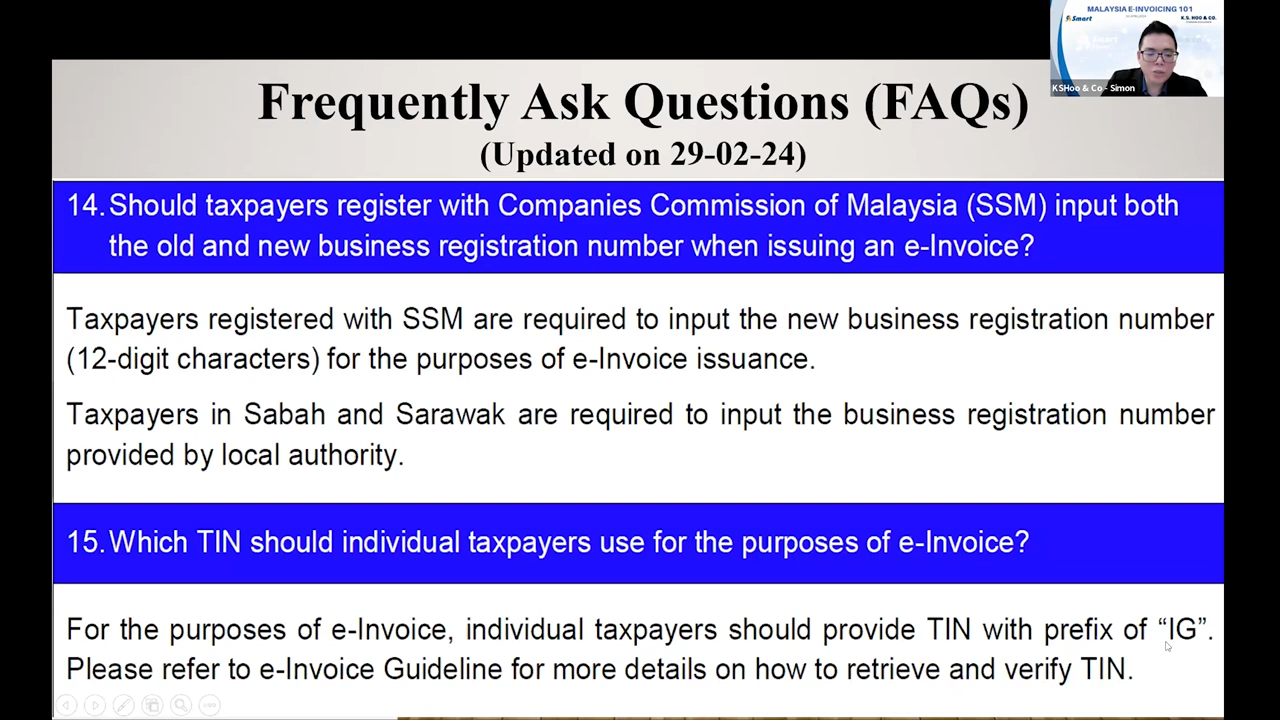 MALAYSIA E-INVOICING 101
Smart
K.S. HOO & CO.
KSHoo & Co - Simon
Frequently Ask Questions (FAQs)
(Updated on 29-02-24)
14. Should taxpayers register with Companies Commission of Malaysia (SSM) input both
the old and new business registration number when issuing an e-Invoice?
Taxpayers registered with SSM are required to input the new business registration number
(12-digit characters) for the purposes of e-Invoice issuance.
Taxpayers in Sabah and Sarawak are required to input the business registration number
provided by local authority.
15. Which TIN should individual taxpayers use for the purposes of e-Invoice?
For the purposes of e-Invoice, individual taxpayers should provide TIN with prefix of “IG”.
Please refer to e-Invoice Guideline for more details on how to retrieve and verify TIN.